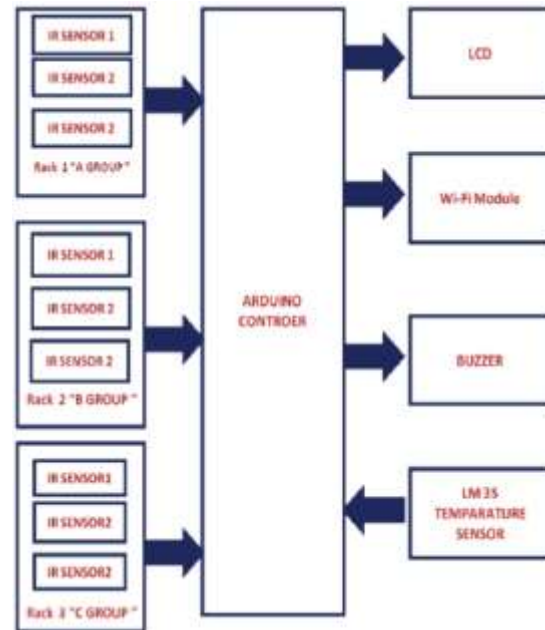 IR SENSOR 1
IR SENSOR 2
IR SENSOR 2
Rack 1 "A GROUP"
IR SENSOR 1
IR SENSOR 2
IR SENSOR 2
Rack 2 "B GROUP"
IR SENSOR1
IR SENSOR2
IR SENSOR2
Rack 3 "C GROUP"
ARDUINO
CONTROER
LCD
Wi-Fi Module
BUZZER
LM 35
TEMPARATURE
SENSOR